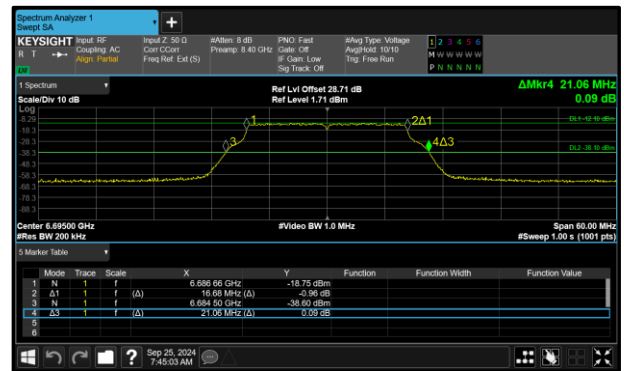 Spectrum Analyzer 1
Swept SA
+
KEYSIGHT Input: RF Input Z: 50 Ω #Atten: 8 dB PNO: Fast #Avg Type: Voltage 1 2 3 4 5 6
R T Coupling: AC Corr CCorr Preamp: 8.40 GHz Gate: Off Avg|Hold: 10/10 M W W W W W
Align: Partial Freq Ref: Ext (S) IF Gain: Low Trig: Free Run
Sig Track: Off P N N N N N
LW
1 Spectrum Ref Lvl Offset 28.71 dB ΔMkr4 21.06 MHz
Scale/Div 10 dB Ref Level 1.71 dBm 0.09 dB
Log
-8.29
DL1 -12.10 dBm
-18.3
1
2Δ1
-28.3
3
4Δ3
-38.3
DL2 -38.10 dBm
-48.3
-58.3
-68.3
-78.3
-88.3
Center 6.69500 GHz #Video BW 1.0 MHz Span 60.00 MHz
#Res BW 200 kHz #Sweep 1.00 s (1001 pts)
5 Marker Table
Mode Trace Scale X Y Function Function Width Function Value
1 N 1 f 6.686 66 GHz -18.75 dBm
2 Δ1 1 f (Δ) 16.68 MHz (Δ) -0.96 dB
3 N 1 f 6.684 50 GHz -38.60 dBm
4 Δ3 1 f (Δ) 21.06 MHz (Δ) 0.09 dB
5
6
? Sep 25, 2024
7:45:03 AM